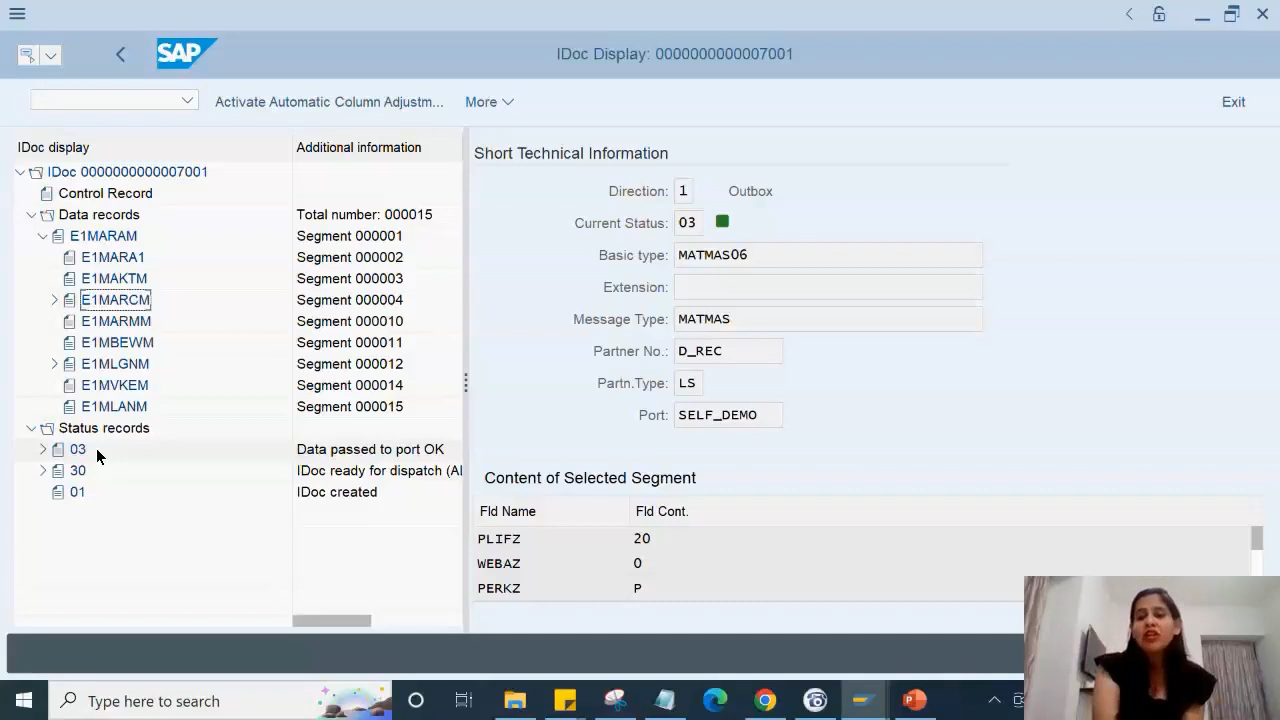 SAP
IDoc Display: 0000000000007001
Activate Automatic Column Adjustm...
More
Exit
IDoc display
Additional information
IDoc 0000000000007001
Control Record
Data records
Total number: 000015
E1MARAM
Segment 000001
E1MARA1
Segment 000002
E1MAKTM
Segment 000003
E1MARCM
Segment 000004
E1MARMM
Segment 000010
E1MBEWM
Segment 000011
E1MLGNM
Segment 000012
E1MVKEM
Segment 000014
E1MLANM
Segment 000015
Status records
03
Data passed to port OK
30
IDoc ready for dispatch (Al
01
IDoc created
Short Technical Information
Direction: 1 Outbox
Current Status: 03
Basic type: MATMAS06
Extension:
Message Type: MATMAS
Partner No.: D_REC
Partn.Type: LS
Port: SELF_DEMO
Content of Selected Segment
Fld Name Fld Cont.
PLIFZ 20
WEBAZ 0
PERKZ P
Type here to search